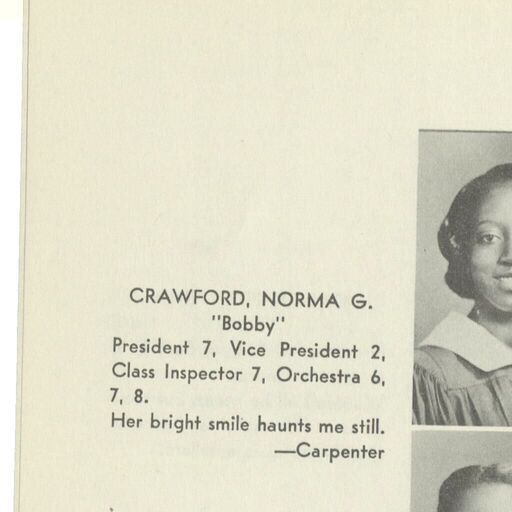 CRAWFORD, NORMA G.
"Bobby"
President 7, Vice President 2,
Class Inspector 7, Orchestra 6,
7, 8.
Her bright smile haunts me still.
—Carpenter